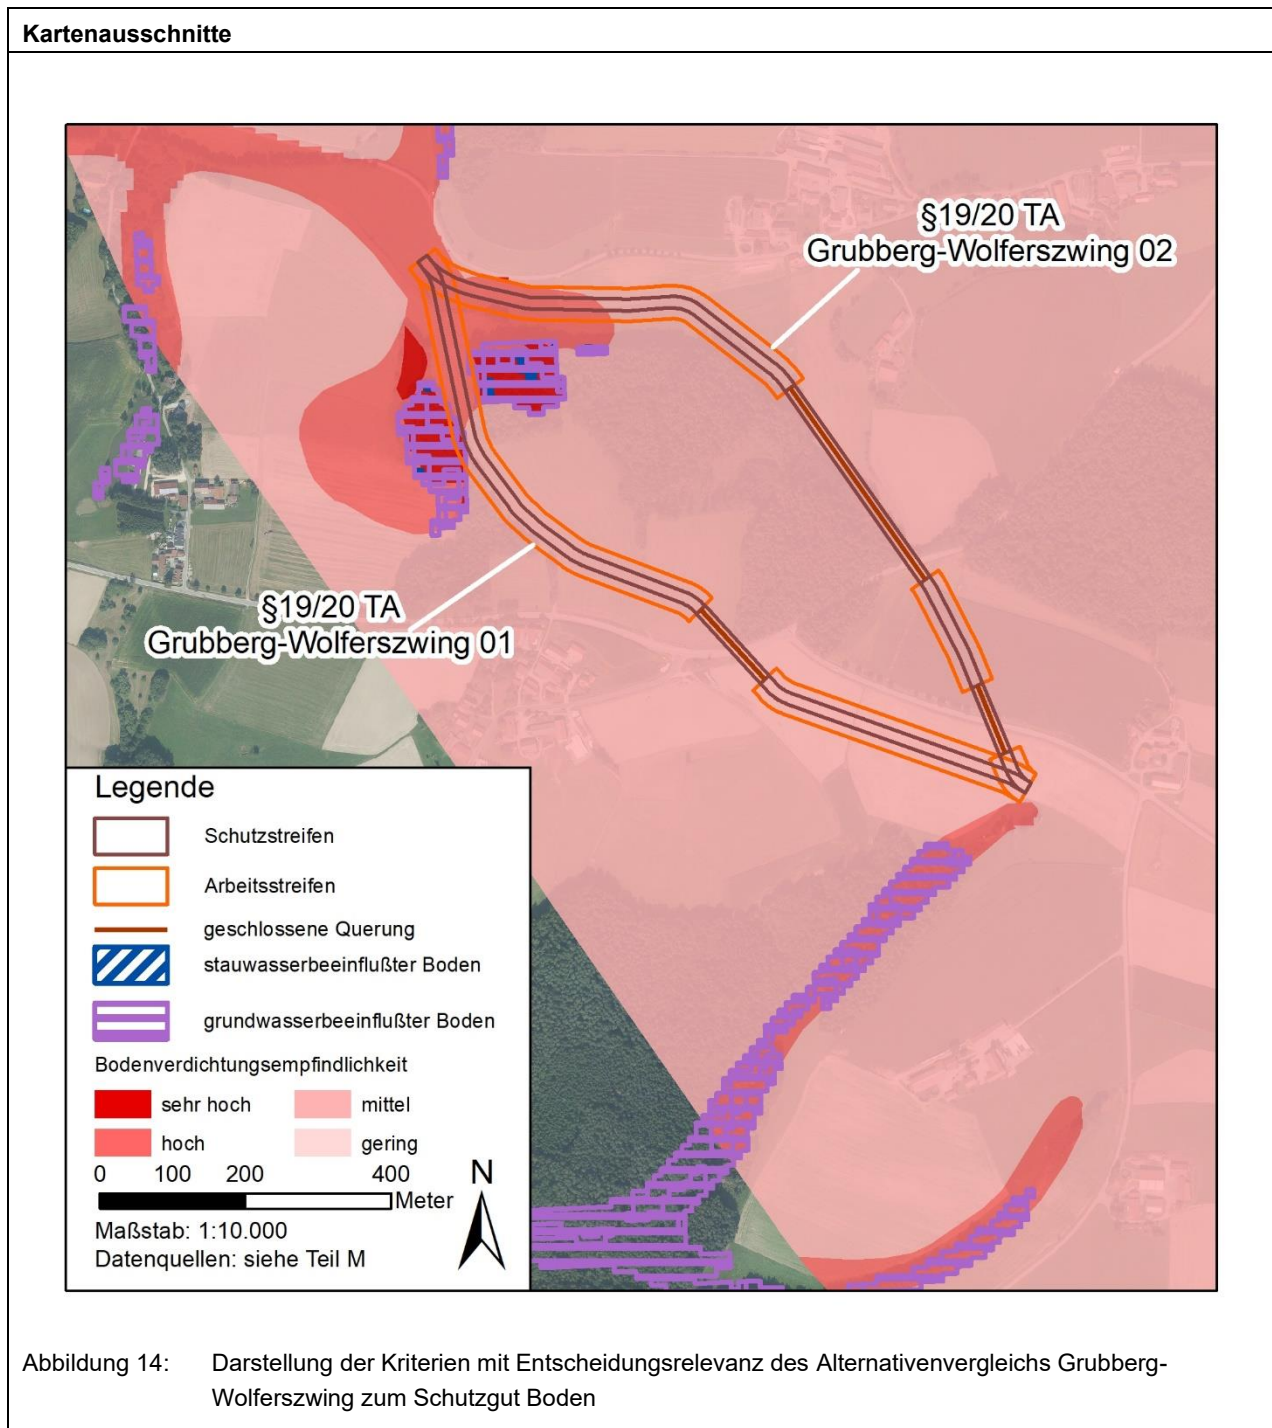 Kartenausschnitte
§19/20 TA
Grubberg-Wolferszwing 02
§19/20 TA
Grubberg-Wolferszwing 01
Legende
Schutzstreifen
Arbeitsstreifen
geschlossene Querung
stauwasserbeeinflußter Boden
grundwasserbeeinflußter Boden
Bodenverdichtungsempfindlichkeit
sehr hoch mittel
hoch gering
0 100 200 400
Meter
N
Maßstab: 1:10.000
Datenquellen: siehe Teil M
Abbildung 14: Darstellung der Kriterien mit Entscheidungsrelevanz des Alternativenvergleichs Grubberg-
Wolferszwing zum Schutzgut Boden